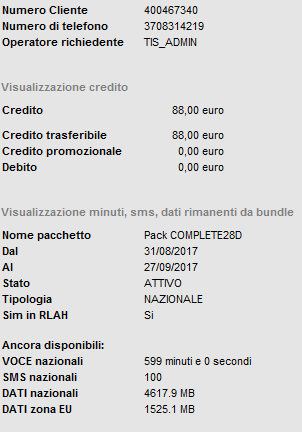 Numero Cliente 400467340
Numero di telefono 3708314219
Operatore richiedente TIS_ADMIN
Visualizzazione credito
Credito 88,00 euro
Credito trasferibile 88,00 euro
Credito promozionale 0,00 euro
Debito 0,00 euro
Visualizzazione minuti, sms, dati rimanenti da bundle
Nome pacchetto Pack COMPLETE28D
Dal 31/08/2017
Al 27/09/2017
Stato ATTIVO
Tipologia NAZIONALE
Sim in RLAH Si
Ancora disponibili:
VOCE nazionali 599 minuti e 0 secondi
SMS nazionali 100
DATI nazionali 4617.9 MB
DATI zona EU 1525.1 MB